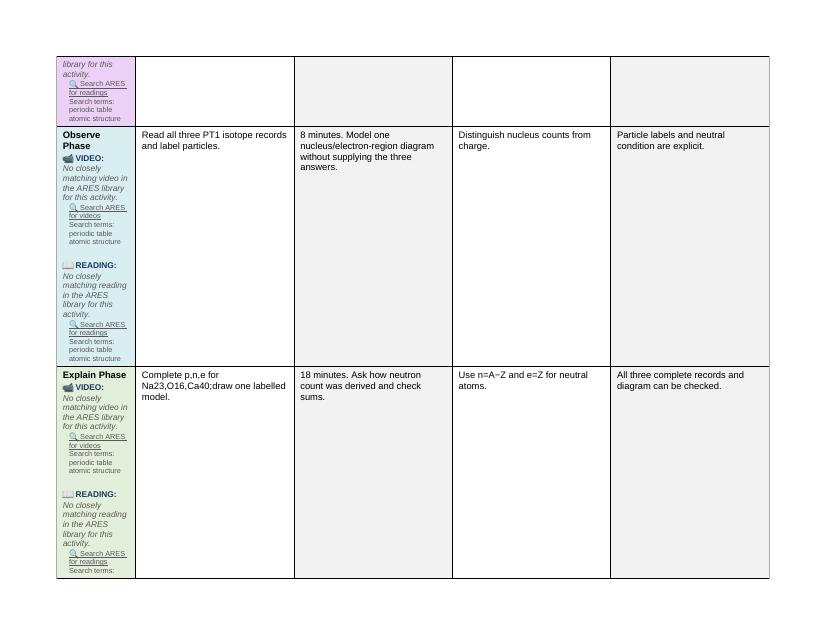 library for this
activity.
🔍 Search ARES
for readings
Search terms:
periodic table
atomic structure
Observe
Phase
📹 VIDEO:
No closely
matching video in
the ARES library
for this activity.
🔍 Search ARES
for videos
Search terms:
periodic table
atomic structure
📖 READING:
No closely
matching reading
in the ARES
library for this
activity.
🔍 Search ARES
for readings
Search terms:
periodic table
atomic structure
Read all three PT1 isotope records
and label particles.
8 minutes. Model one
nucleus/electron-region diagram
without supplying the three
answers.
Distinguish nucleus counts from
charge.
Particle labels and neutral
condition are explicit.
Explain Phase
📹 VIDEO:
No closely
matching video in
the ARES library
for this activity.
🔍 Search ARES
for videos
Search terms:
periodic table
atomic structure
📖 READING:
No closely
matching reading
in the ARES
library for this
activity.
🔍 Search ARES
for readings
Search terms:
Complete p,n,e for
Na23,O16,Ca40;draw one labelled
model.
18 minutes. Ask how neutron
count was derived and check
sums.
Use n=A−Z and e=Z for neutral
atoms.
All three complete records and
diagram can be checked.